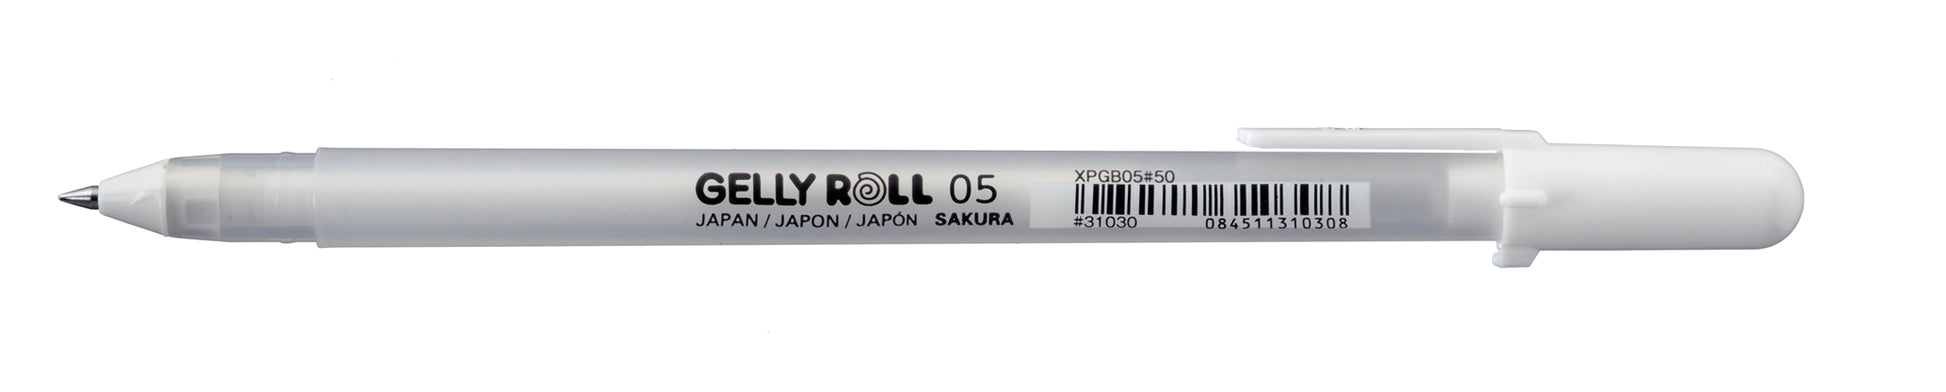 GELLY ROLL 05
JAPAN / JAPON / JAPÓN SAKURA
XPGB05#50
#31030 084511310308